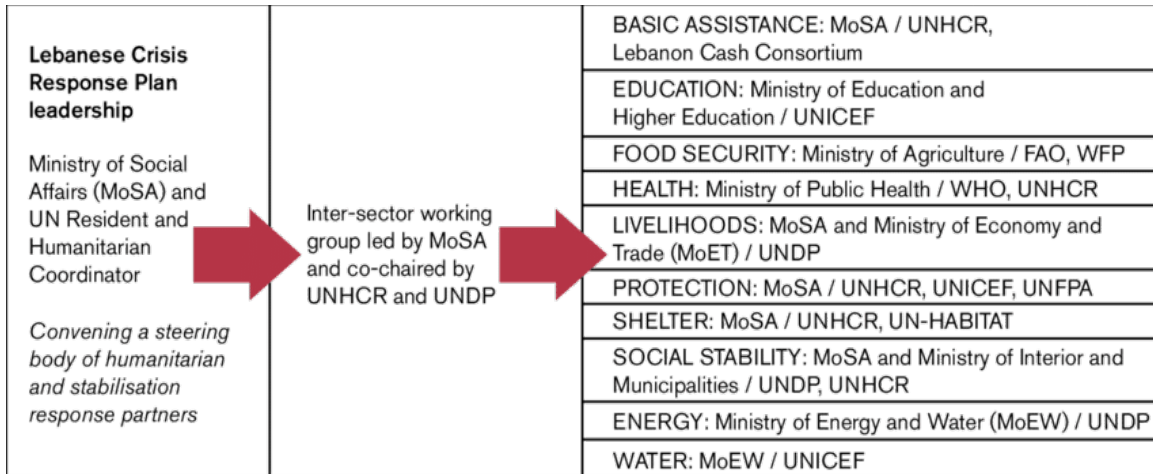 Lebanese Crisis
Response Plan
leadership
Ministry of Social
Affairs (MoSA) and
UN Resident and
Humanitarian
Coordinator
Convening a steering
body of humanitarian
and stabilisation
response partners
Inter-sector working
group led by MoSA
and co-chaired by
UNHCR and UNDP
BASIC ASSISTANCE: MoSA / UNHCR,
Lebanon Cash Consortium
EDUCATION: Ministry of Education and
Higher Education / UNICEF
FOOD SECURITY: Ministry of Agriculture / FAO, WFP
HEALTH: Ministry of Public Health / WHO, UNHCR
LIVELIHOODS: MoSA and Ministry of Economy and
Trade (MoET) / UNDP
PROTECTION: MoSA / UNHCR, UNICEF, UNFPA
SHELTER: MoSA / UNHCR, UN-HABITAT
SOCIAL STABILITY: MoSA and Ministry of Interior and
Municipalities / UNDP, UNHCR
ENERGY: Ministry of Energy and Water (MoEW) / UNDP
WATER: MoEW / UNICEF